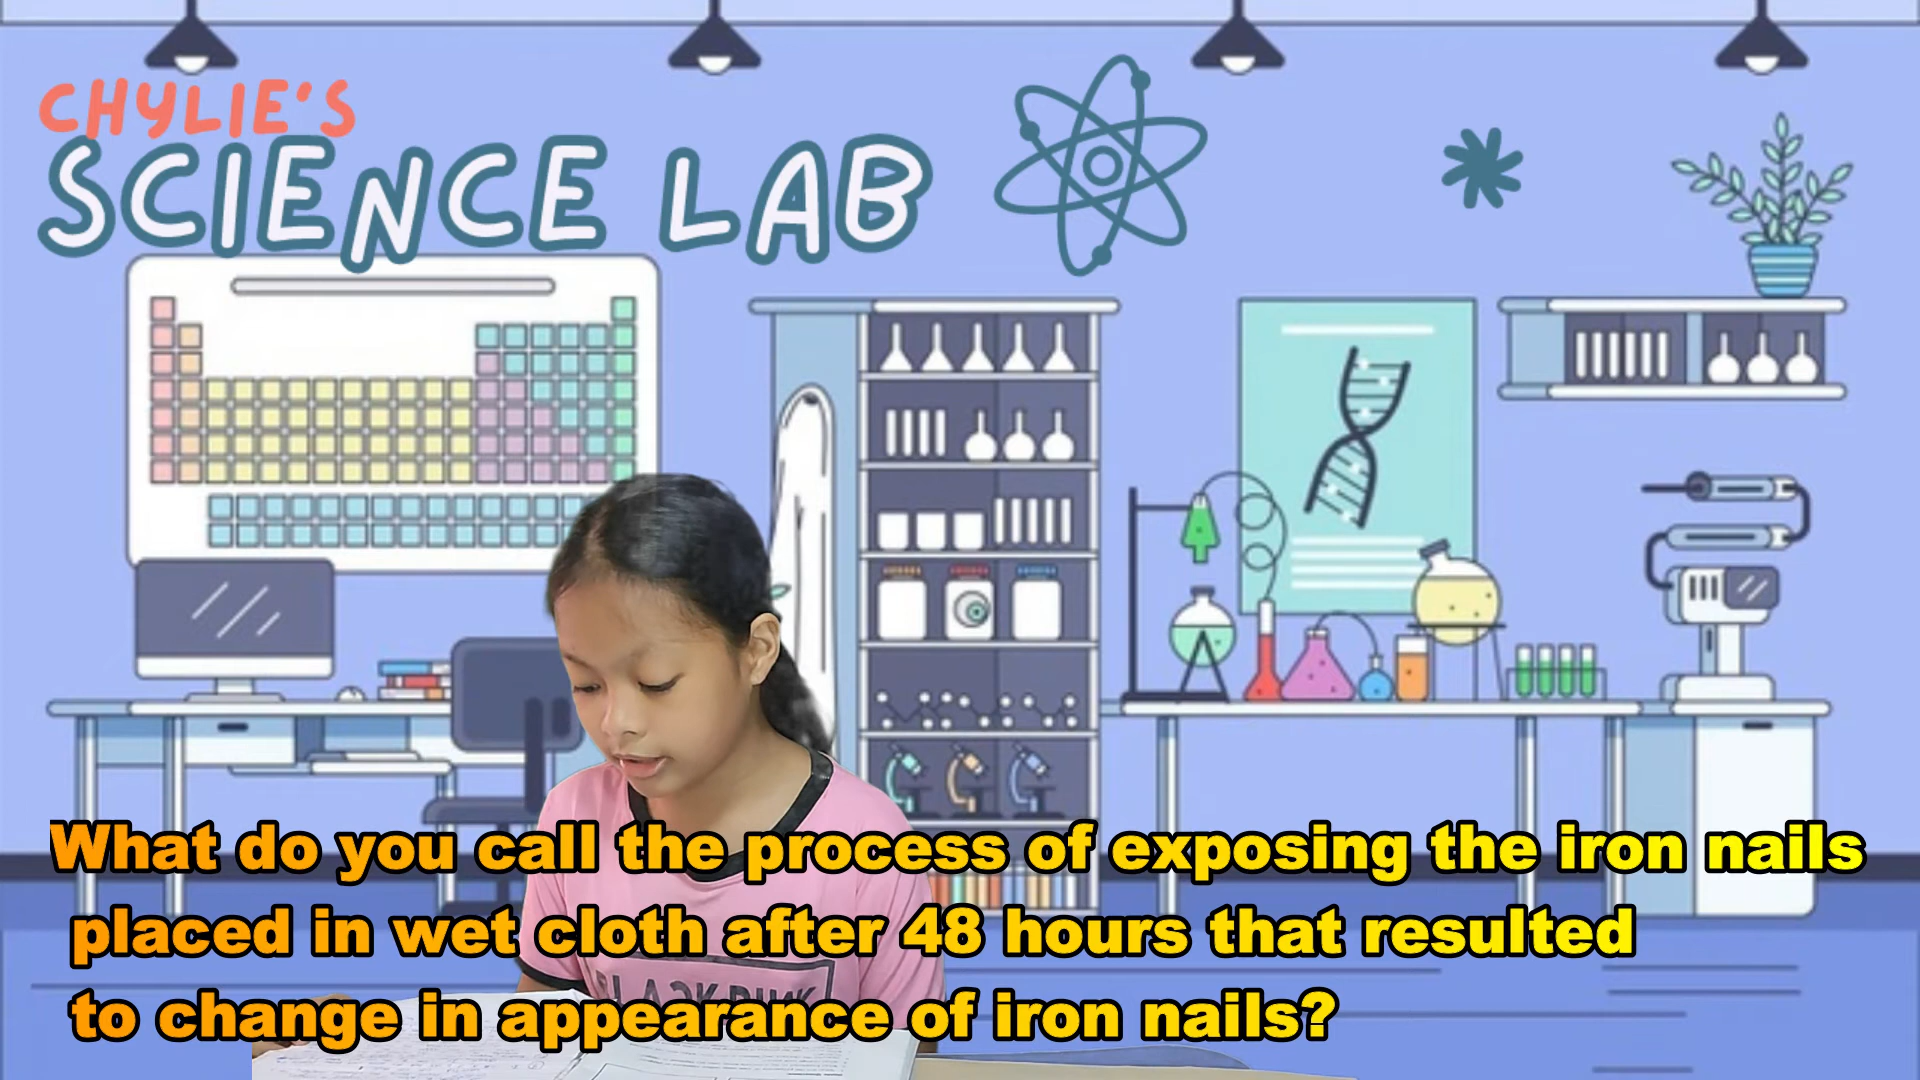 CHYLIE'S
SCIENCE LAB
What do you call the process of exposing the iron nails
placed in wet cloth after 48 hours that resulted
to change in appearance of iron nails?